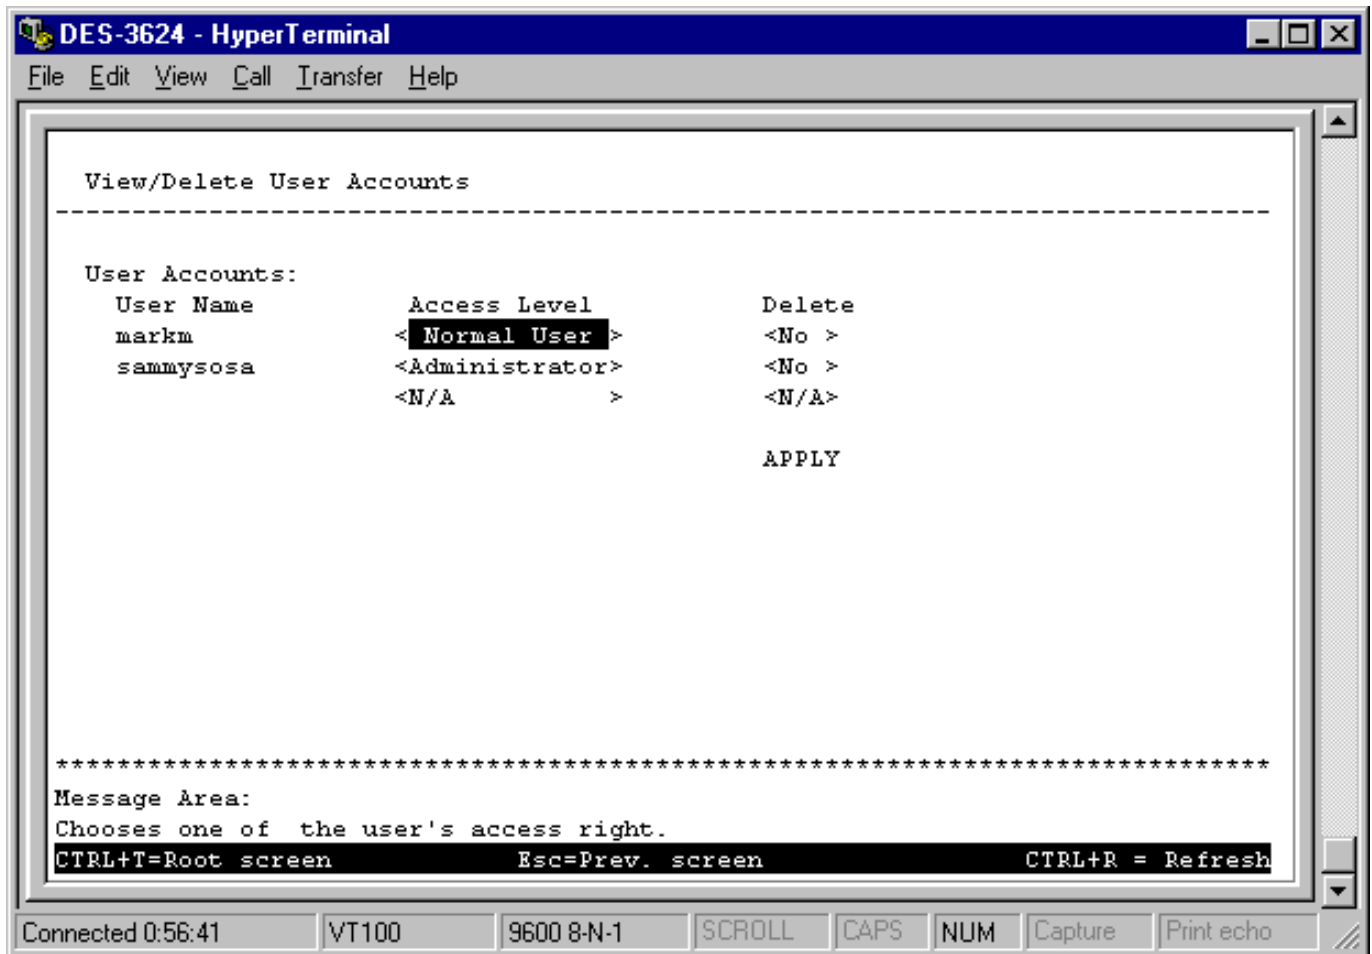 DES-3624 - HyperTerminal
File Edit View Call Transfer Help
View/Delete User Accounts
-------------------------------------------------------------------------------
User Accounts:
User Name Access Level Delete
markm < Normal User > <No >
sammysosa <Administrator> <No >
<N/A > <N/A>
APPLY
*******************************************************************************
Message Area:
Chooses one of  the user's access right.
CTRL+T=Root screen Esc=Prev. screen CTRL+R = Refresh
Connected 0:56:41 VT100 9600 8-N-1 SCROLL CAPS NUM Capture Print echo